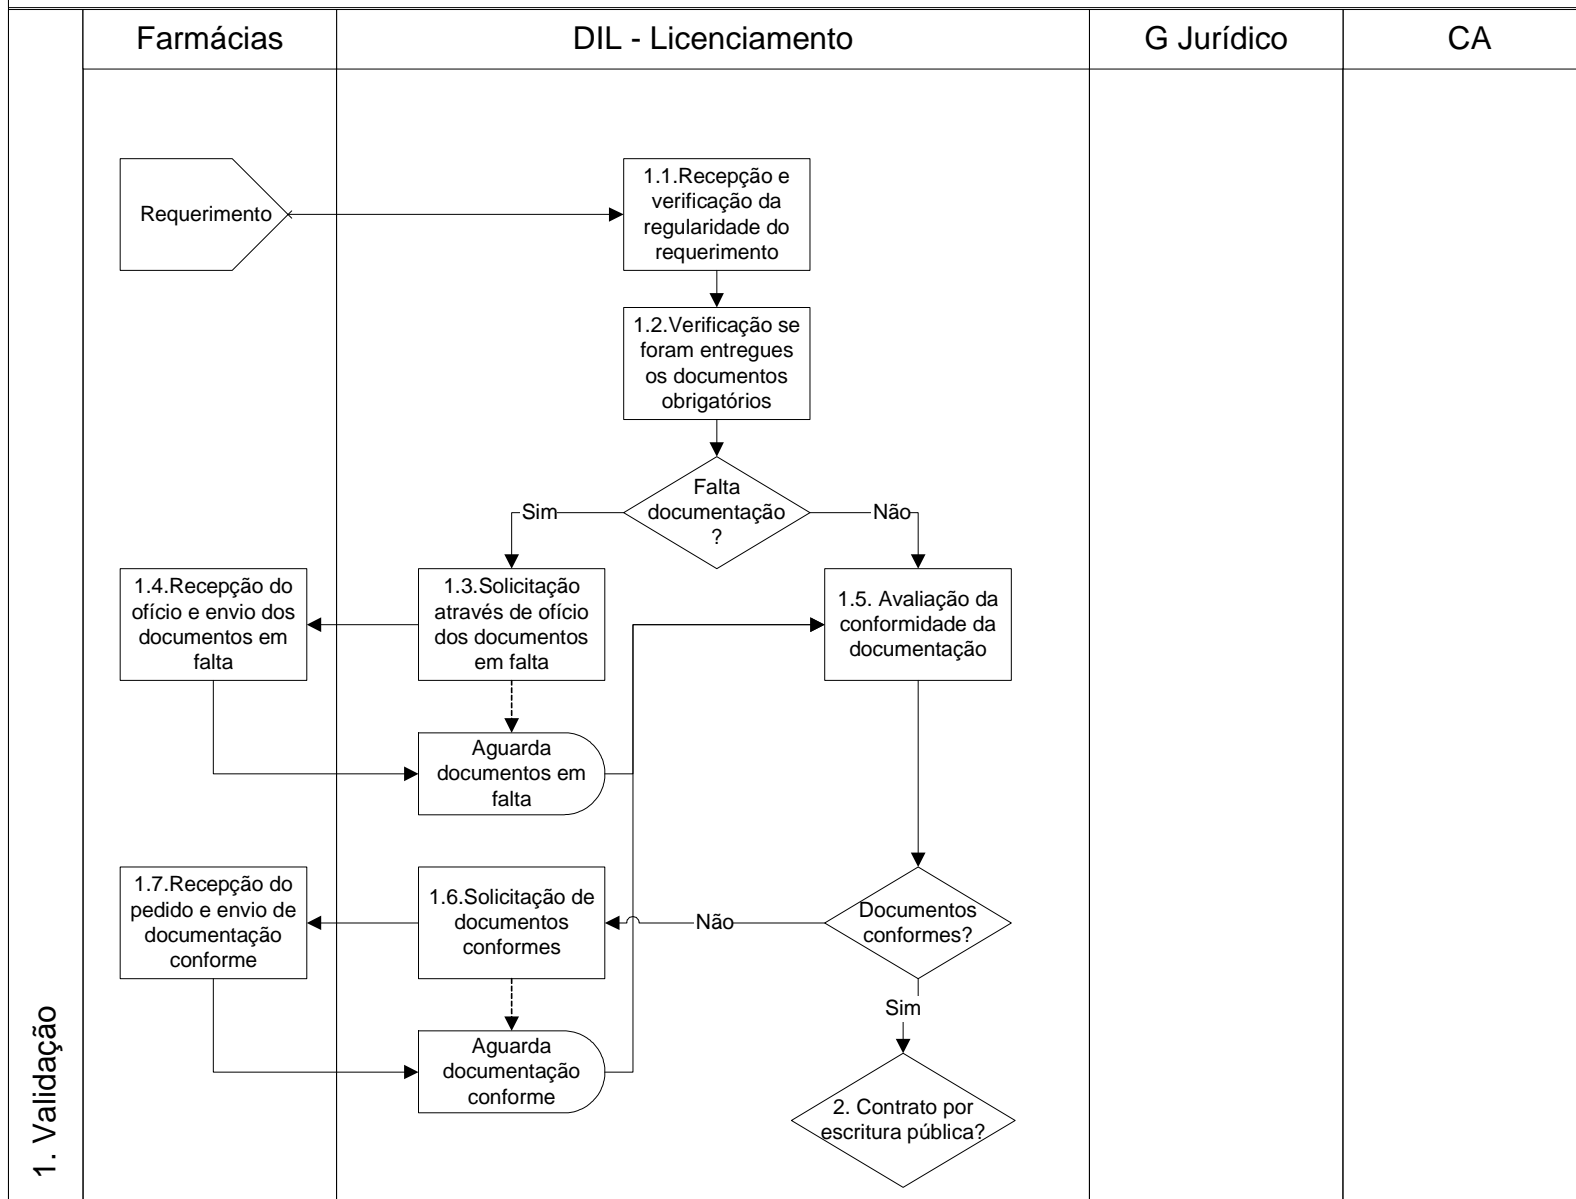 Farmácias
DIL - Licenciamento
G Jurídico
CA
Requerimento
1.1.Recepção e
verificação da
regularidade do
requerimento
1.2.Verificação se
foram entregues
os documentos
obrigatórios
Falta
documentação
?
Sim
Não
1.4.Recepção do
ofício e envio dos
documentos em
falta
1.3.Solicitação
através de ofício
dos documentos
em falta
1.5. Avaliação da
conformidade da
documentação
Aguarda
documentos em
falta
1.7.Recepção do
pedido e envio de
documentação
conforme
1.6.Solicitação de
documentos
conformes
Não
Documentos
conformes?
Sim
Aguarda
documentação
conforme
2. Contrato por
escritura pública?
1. Validação